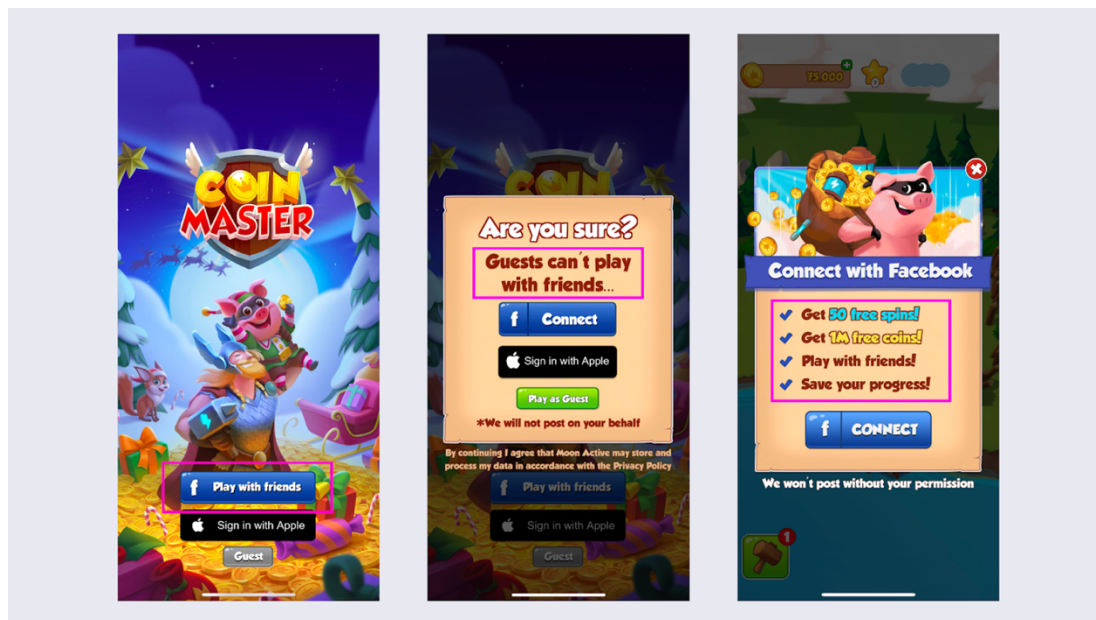 COIN
MASTER
f Play with friends
Sign in with Apple
Guest
COIN
Are you sure?
Guests can't play
with friends...
f Connect
Sign in with Apple
Play as Guest
*We will not post on your behalf
By continuing I agree that Moon Active may store and
process my data in accordance with the Privacy Policy
f Play with friends
Sign in with Apple
Guest
75 000
Connect with Facebook
Get 50 free spins!
Get 1M free coins!
Play with friends!
Save your progress!
f CONNECT
We won't post without your permission
1